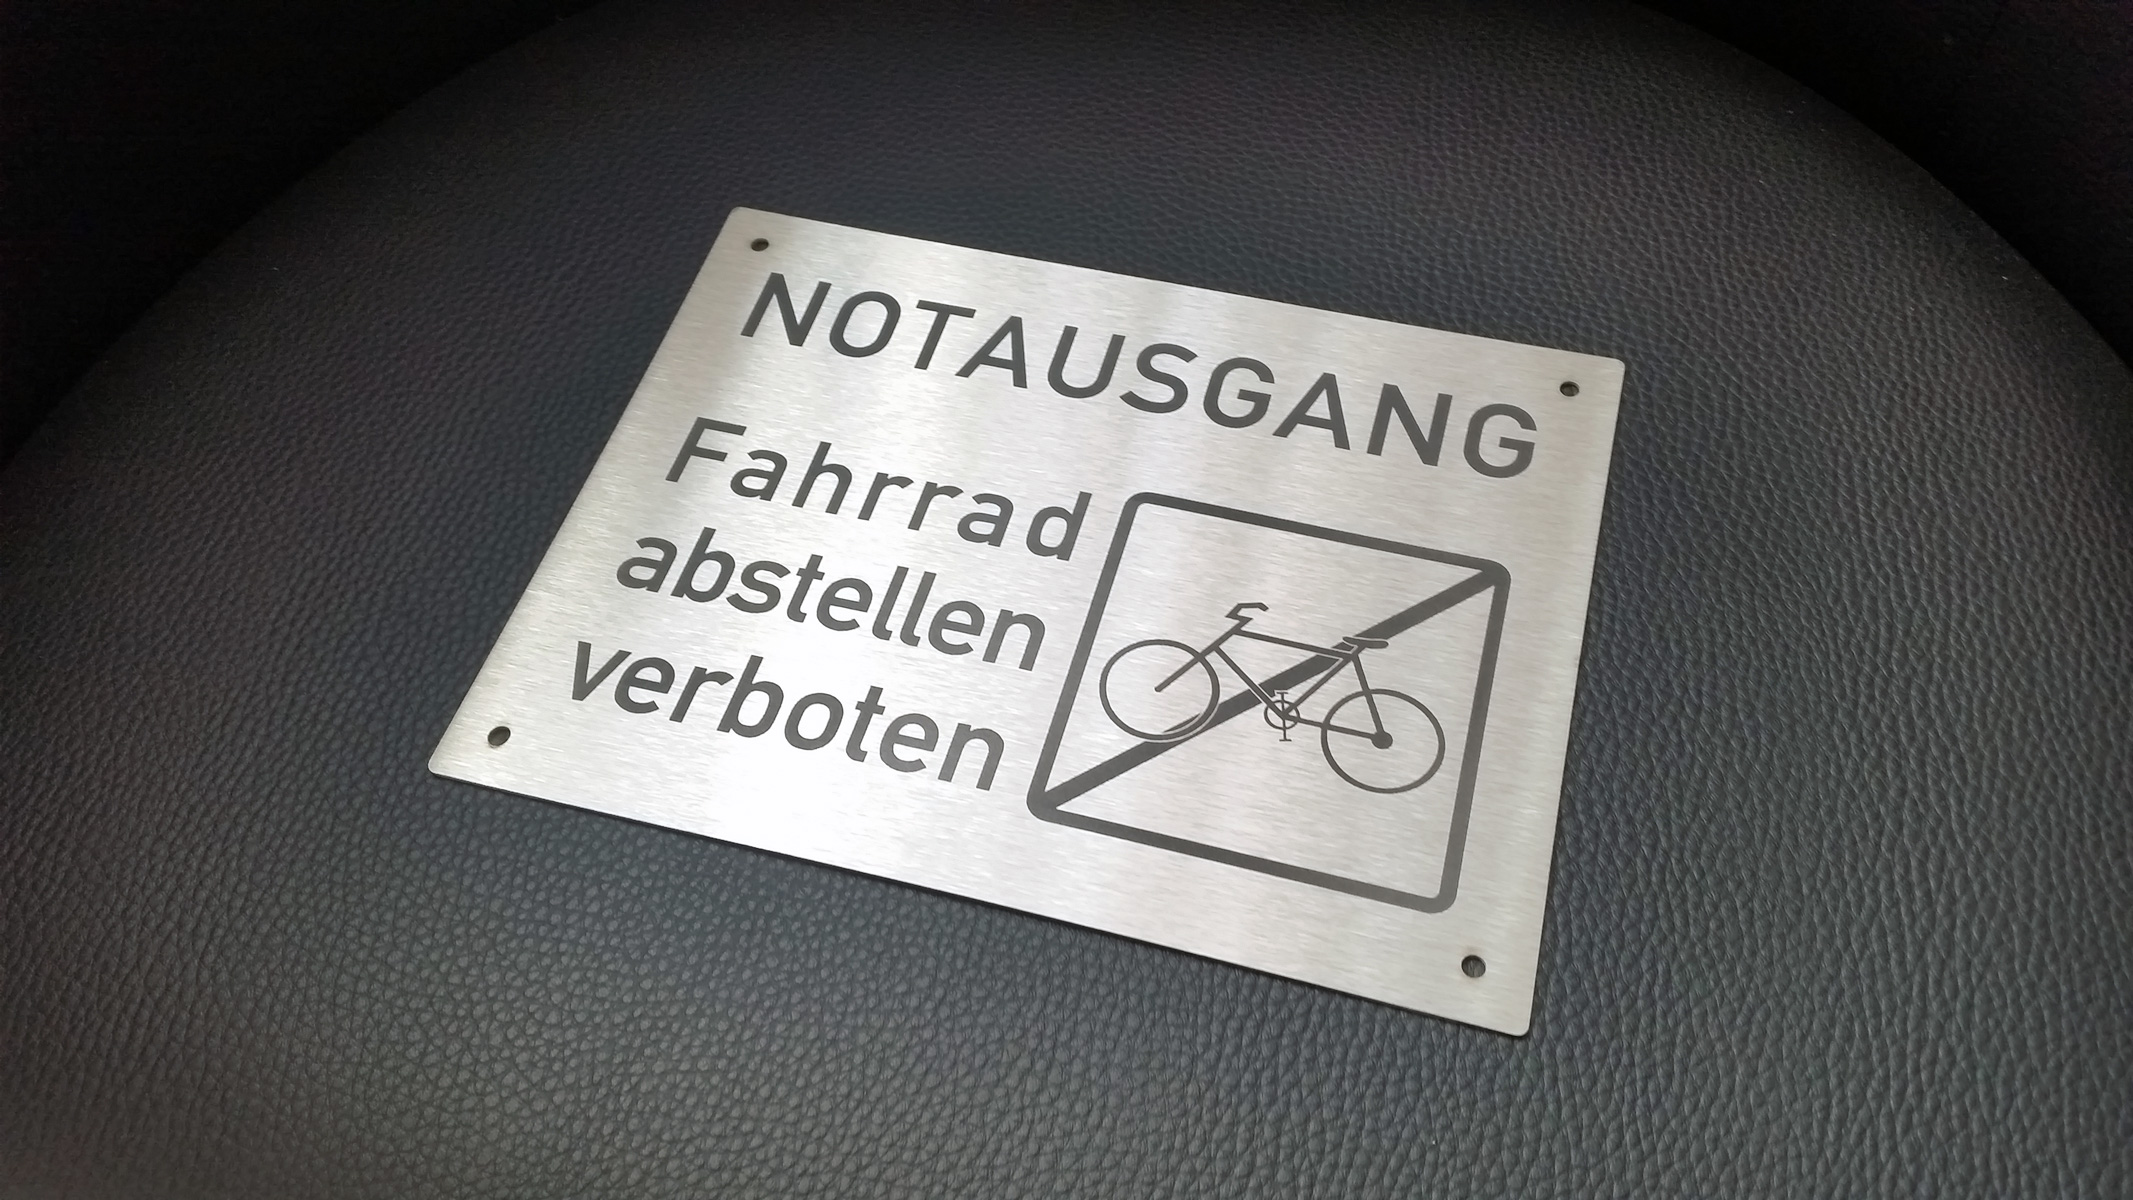 NOTAUSGANG
Fahrrad
abstellen
verboten